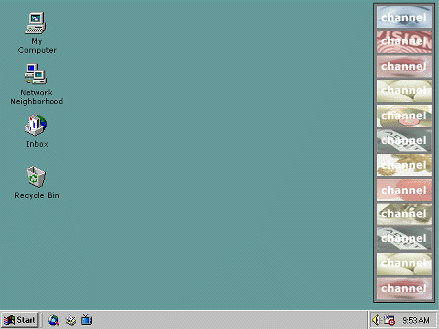 My
Computer
Network
Neighborhood
Inbox
Recycle Bin
channel
channel
VISION
channel
channel
channel
channel
channel
channel
channel
channel
channel
channel
Start
9:53 AM